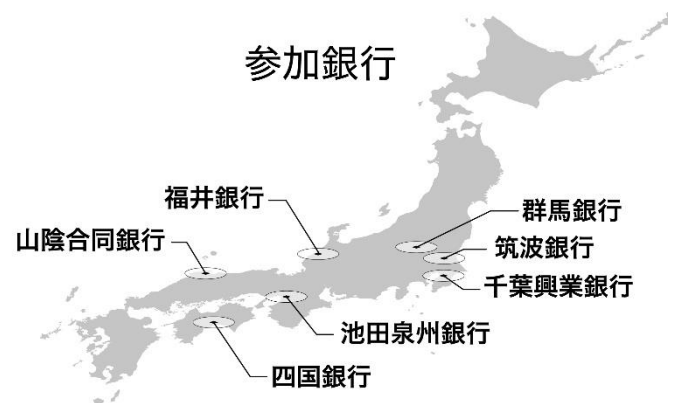 参加銀行
福井銀行
群馬銀行
山陰合同銀行
筑波銀行
千葉興業銀行
池田泉州銀行
四国銀行